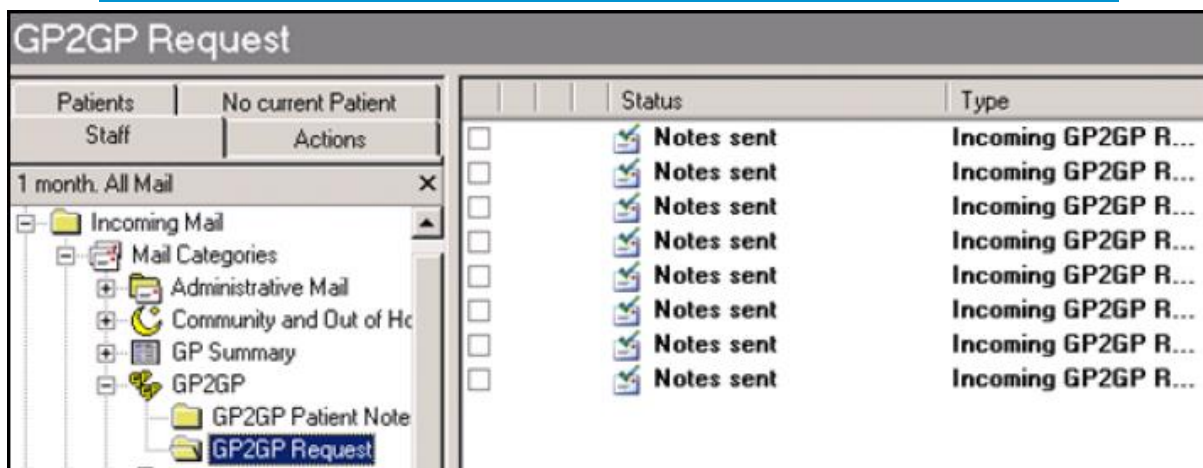 GP2GP Request
Patients No current Patient
Staff Actions
1 month. All Mail
Incoming Mail
Mail Categories
Administrative Mail
Community and Out of Hc
GP Summary
GP2GP
GP2GP Patient Note
GP2GP Request
Status Type
Notes sent Incoming GP2GP R...
Notes sent Incoming GP2GP R...
Notes sent Incoming GP2GP R...
Notes sent Incoming GP2GP R...
Notes sent Incoming GP2GP R...
Notes sent Incoming GP2GP R...
Notes sent Incoming GP2GP R...
Notes sent Incoming GP2GP R...